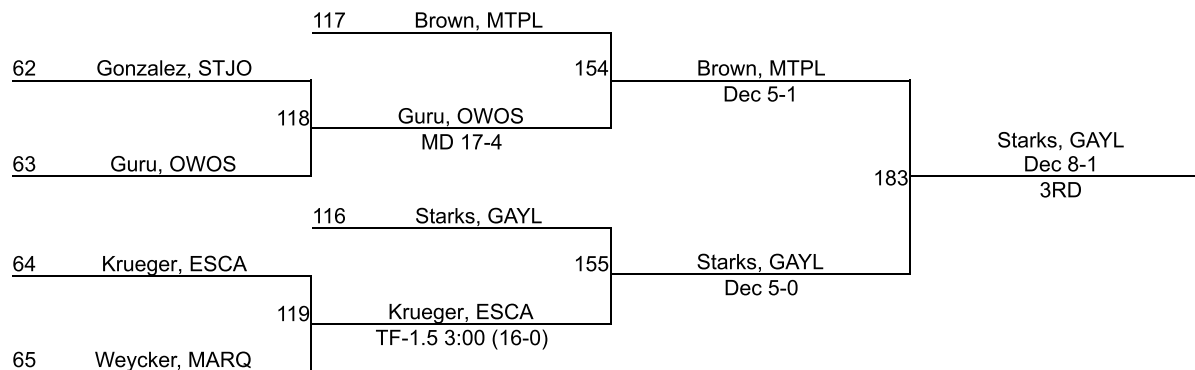 117 Brown, MTPL
62 Gonzalez, STJO
154 Brown, MTPL
Dec 5-1
118 Guru, OWOS
MD 17-4
63 Guru, OWOS
183 Starks, GAYL
Dec 8-1
3RD
116 Starks, GAYL
64 Krueger, ESCA
155 Starks, GAYL
Dec 5-0
119 Krueger, ESCA
TF-1.5 3:00 (16-0)
65 Weycker, MARQ